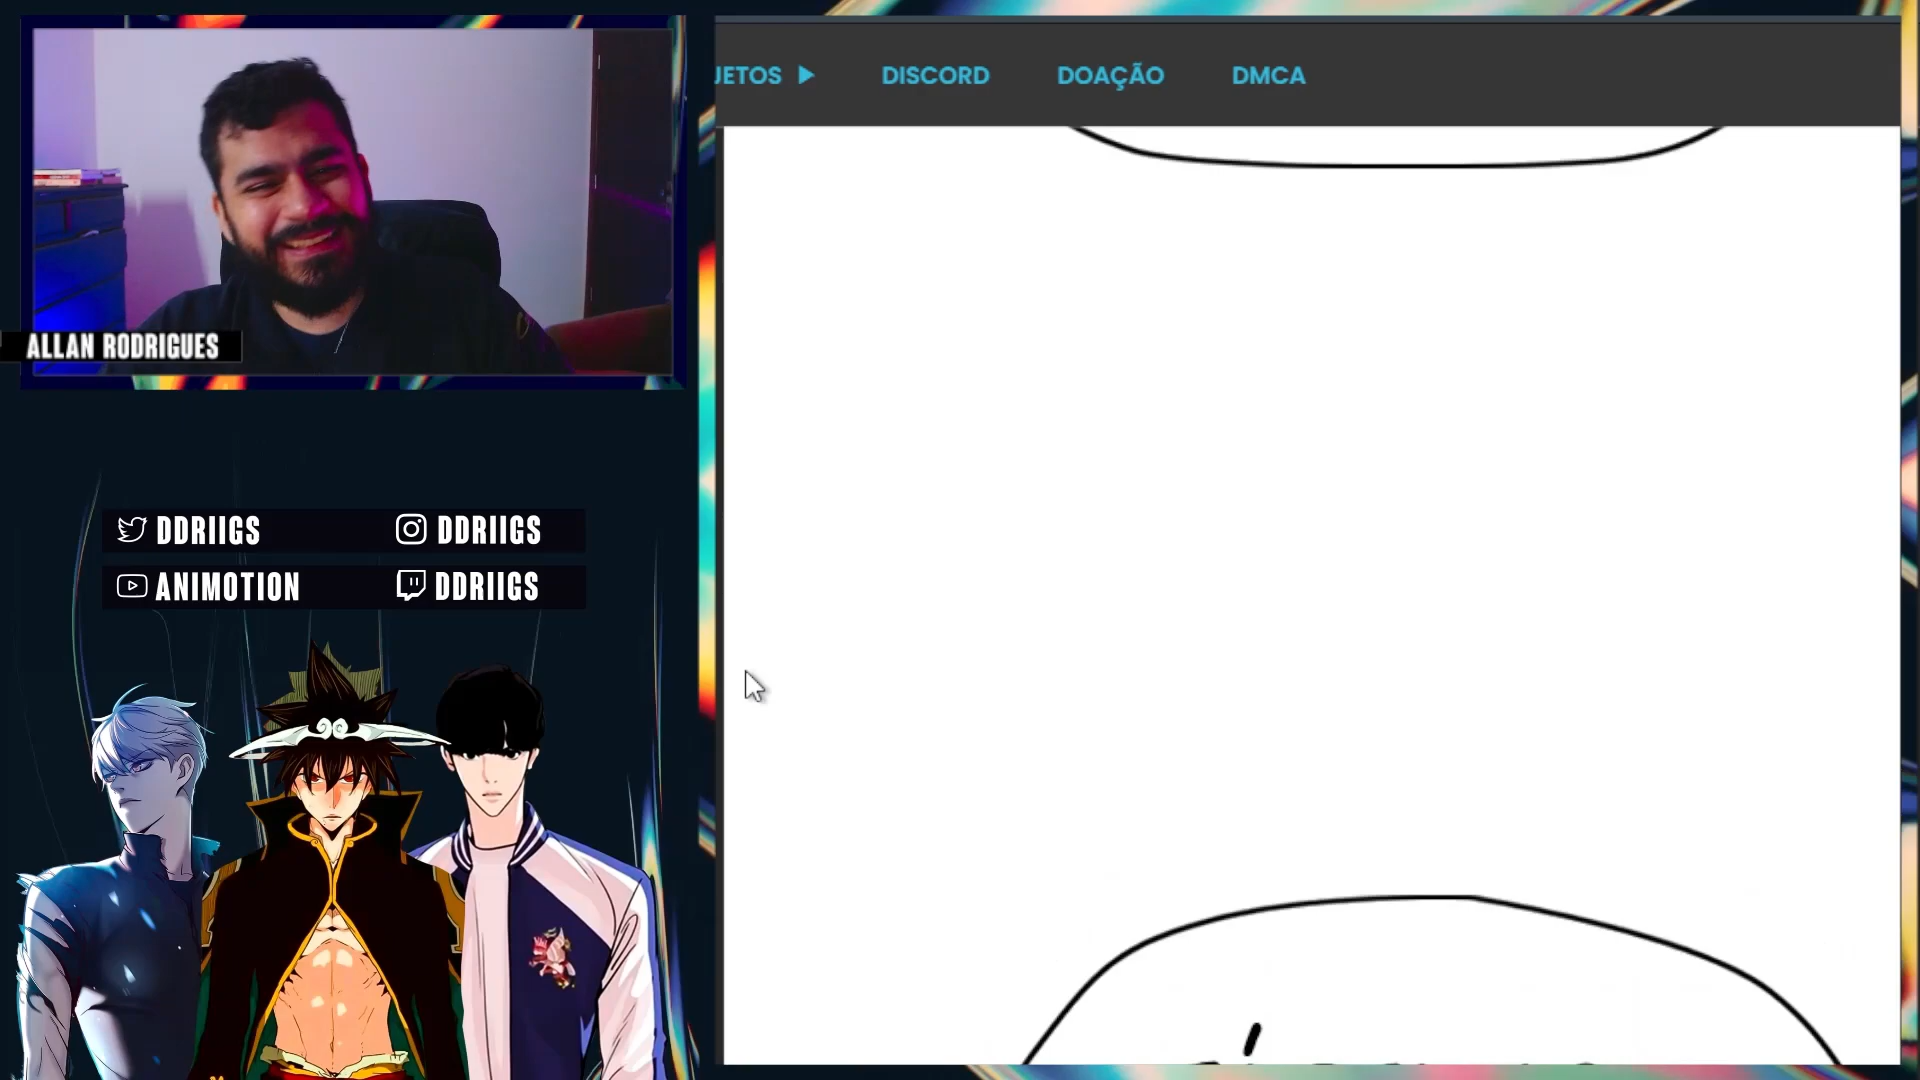 JETOS ▶ DISCORD DOAÇÃO DMCA
ALLAN RODRIGUES
DDRIIGS DDRIIGS
ANIMOTION DDRIIGS